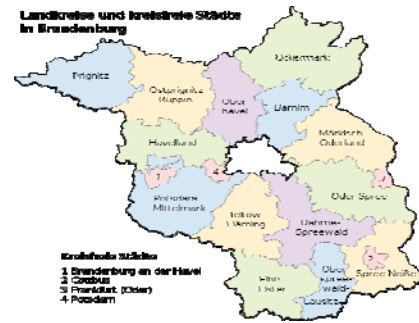 Landkreise und kreisfreie Städte
in Brandenburg
Uckermark
Prignitz
Ostprignitz
Ruppin
Ober
havel
Barnim
Märkisch
Oderland
Havelland
1
4
3
Potsdam
Mittelmark
Oder Spree
Teltow
Fläming
Dahme
Spreewald
Kreisfreie Städte
1 Brandenburg an der Havel
2 Cottbus
3 Frankfurt (Oder)
4 Potsdam
Elbe
Elster
Ober
spree
wald
Lausitz
2
Spree Neiße